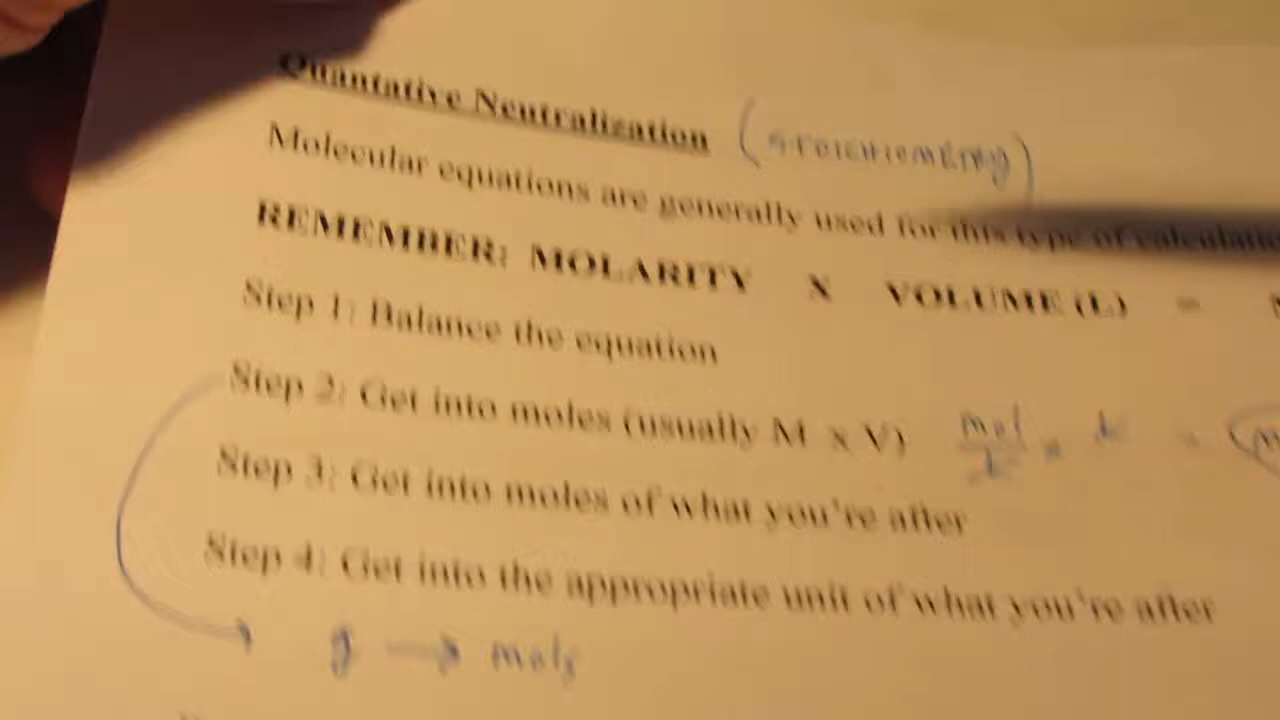 Quantative Neutralization (STOICHIOMETRY)
Molecular equations are generally used for this type of
REMEMBER: MOLARITY X VOLUME (L) =
Step 1: Balance the equation
Step 2: Get into moles (usually M x V) mol/L x L =
Step 3: Get into moles of what you're after
Step 4: Get into the appropriate unit of what you're after
g → mols